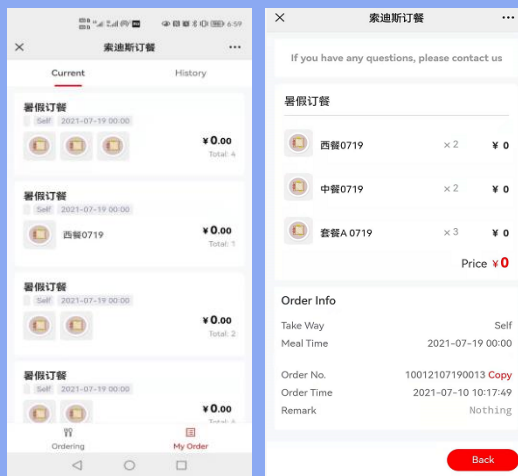 6:59
索迪斯订餐
Current History
暑假订餐
Self 2021-07-19 00:00
¥0.00
Total: 4
暑假订餐
Self 2021-07-19 00:00
西餐0719
¥0.00
Total: 1
暑假订餐
Self 2021-07-19 00:00
¥0.00
Total: 2
暑假订餐
Self 2021-07-19 00:00
¥0.00
Ordering
My Order
索迪斯订餐
If you have any questions, please contact us
暑假订餐
西餐0719 ×2 ¥ 0
中餐0719 ×2 ¥ 0
套餐A 0719 ×3 ¥ 0
Price ¥0
Order Info
Take Way Self
Meal Time 2021-07-19 00:00
Order No. 10012107190013 Copy
Order Time 2021-07-10 10:17:49
Remark Nothing
Back